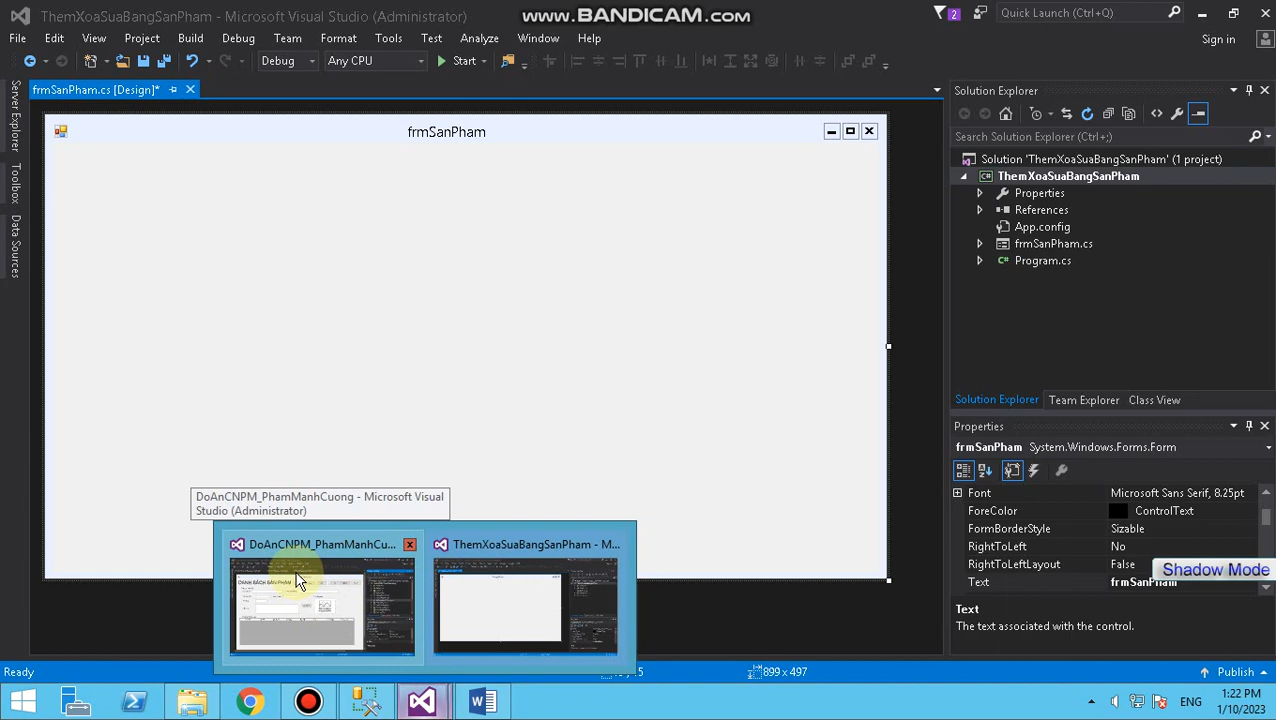 ThemXoaSuaBangSanPham - Microsoft Visual Studio (Administrator)
www.BANDICAM.com
2
Quick Launch (Ctrl+Q)
File Edit View Project Build Debug Team Format Tools Test Analyze Window Help
Sign in
Debug Any CPU Start
frmSanPham.cs [Design]*
Server Explorer
Toolbox
Data Sources
frmSanPham
Solution Explorer
Search Solution Explorer (Ctrl+;)
Solution 'ThemXoaSuaBangSanPham' (1 project)
ThemXoaSuaBangSanPham
Properties
References
App.config
frmSanPham.cs
Program.cs
Solution Explorer Team Explorer Class View
Properties
frmSanPham System.Windows.Forms.Form
Font Microsoft Sans Serif, 8.25pt
ForeColor ControlText
FormBorderStyle Sizable
RightToLeft No
Text frmSanPham
Text
The text associated with the control.
DoAnCNPM_PhamManhCuong - Microsoft Visual
Studio (Administrator)
DoAnCNPM_PhamManhCu...
ThemXoaSuaBangSanPham - M...
DANH SÁCH SẢN PHẨM
Ready
899 x 497
Publish
ENG
1:22 PM
1/10/2023